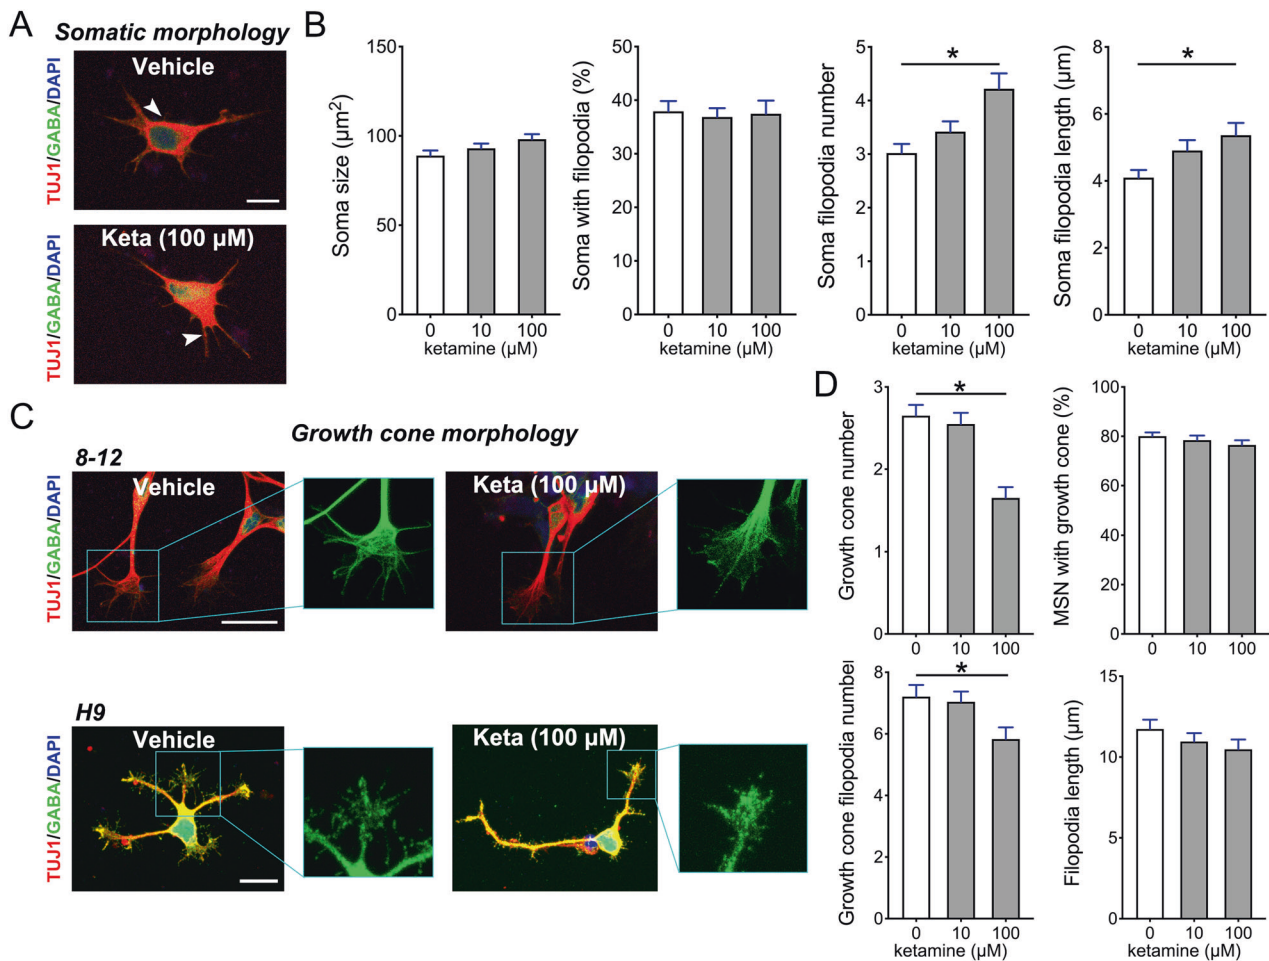 A
Somatic morphology
TUJ1/GABA/DAPI
Vehicle
TUJ1/GABA/DAPI
Keta (100 µM)
B
Soma size (µm²)
150
100
50
0
0 10 100
ketamine (µM)
Soma with filopodia (%)
50
40
30
20
10
0
0 10 100
ketamine (µM)
Soma filopodia number
5
4
3
2
1
0
*
0 10 100
ketamine (µM)
Soma filopodia length (µm)
8
6
4
2
0
*
0 10 100
ketamine (µM)
C
Growth cone morphology
8-12
TUJ1/GABA/DAPI
Vehicle
Keta (100 µM)
H9
TUJ1/GABA/DAPI
Vehicle
Keta (100 µM)
D
Growth cone number
3
2
1
0
*
0 10 100
MSN with growth cone (%)
100
80
60
40
20
0
0 10 100
Growth cone filopodia number
8
6
4
2
0
*
0 10 100
ketamine (µM)
Filopodia length (µm)
15
10
5
0
0 10 100
ketamine (µM)